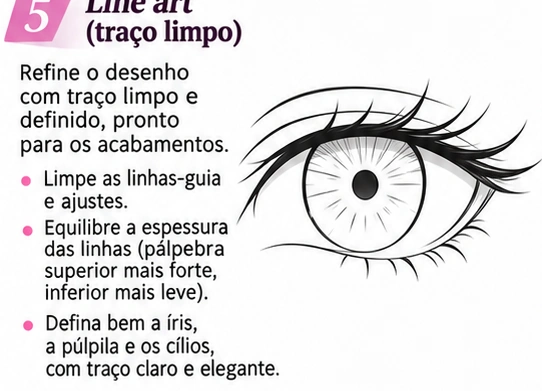 5
Line art
(traço limpo)
Refine o desenho
com traço limpo e
definido, pronto
para os acabamentos.
• Limpe as linhas-guia
e ajustes.
• Equilibre a espessura
das linhas (pálpebra
superior mais forte,
inferior mais leve).
• Defina bem a íris,
a púlpila e os cílios,
com traço claro e elegante.